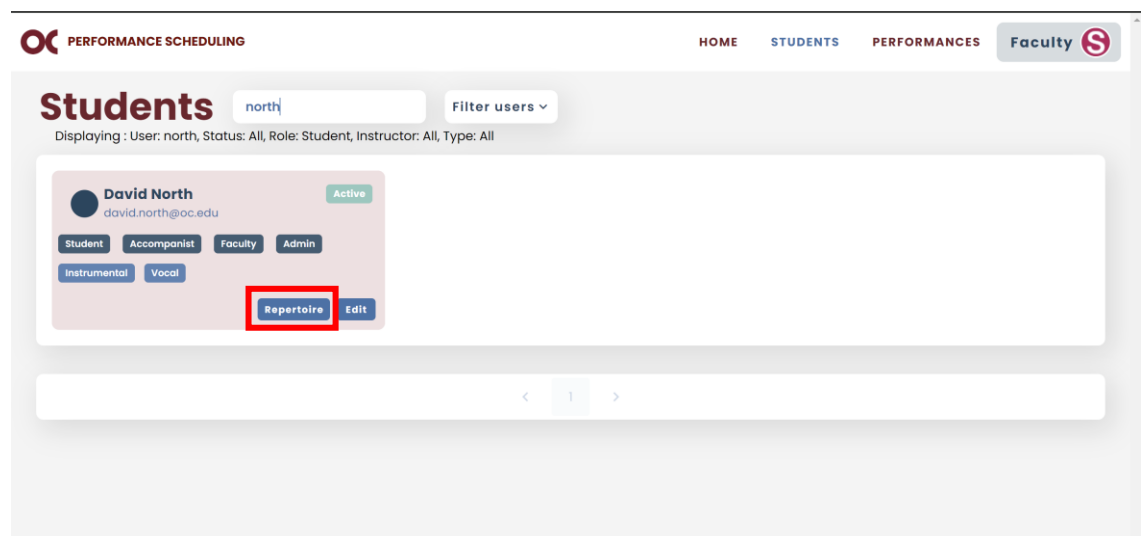 OC PERFORMANCE SCHEDULING HOME STUDENTS PERFORMANCES Faculty S
Students north Filter users
Displaying : User: north, Status: All, Role: Student, Instructor: All, Type: All
David North Active
david.north@oc.edu
Student Accompanist Faculty Admin
Instrumental Vocal
Repertoire Edit
< 1 >